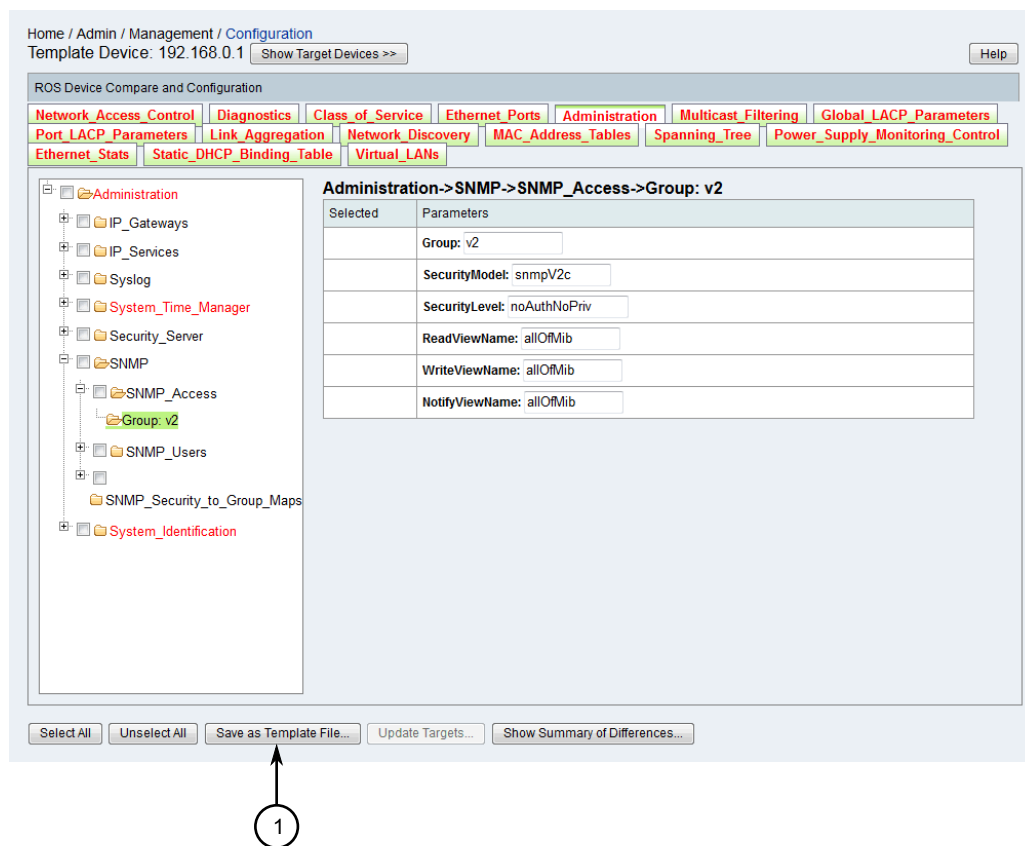 Home / Admin / Management / Configuration
Template Device: 192.168.0.1 Show Target Devices >> Help
ROS Device Compare and Configuration
Network_Access_Control Diagnostics Class_of_Service Ethernet_Ports Administration Multicast_Filtering Global_LACP_Parameters
Port_LACP_Parameters Link_Aggregation Network_Discovery MAC_Address_Tables Spanning_Tree Power_Supply_Monitoring_Control
Ethernet_Stats Static_DHCP_Binding_Table Virtual_LANs
Administration
IP_Gateways
IP_Services
Syslog
System_Time_Manager
Security_Server
SNMP
SNMP_Access
Group: v2
SNMP_Users
SNMP_Security_to_Group_Maps
System_Identification
Administration->SNMP->SNMP_Access->Group: v2
Selected Parameters
Group: v2
SecurityModel: snmpV2c
SecurityLevel: noAuthNoPriv
ReadViewName: allOfMib
WriteViewName: allOfMib
NotifyViewName: allOfMib
Select All Unselect All Save as Template File... Update Targets... Show Summary of Differences...
1